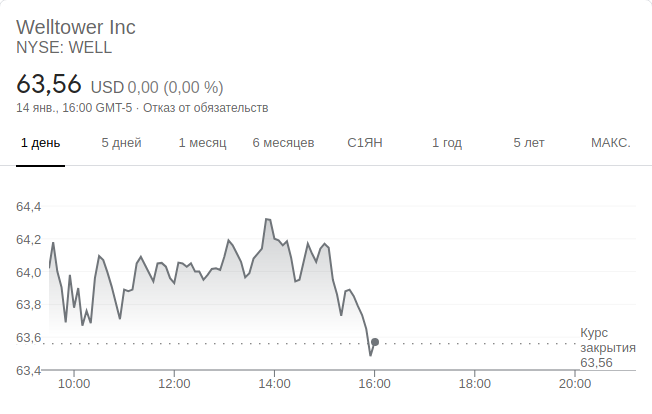 Welltower Inc
NYSE: WELL
63,56 USD 0,00 (0,00 %)
14 янв., 16:00 GMT-5 · Отказ от обязательств
1 день 5 дней 1 месяц 6 месяцев С1ЯН 1 год 5 лет МАКС.
64,4
64,2
64,0
63,8
63,6
63,4
Курс
закрытия
63,56
10:00 12:00 14:00 16:00 18:00 20:00